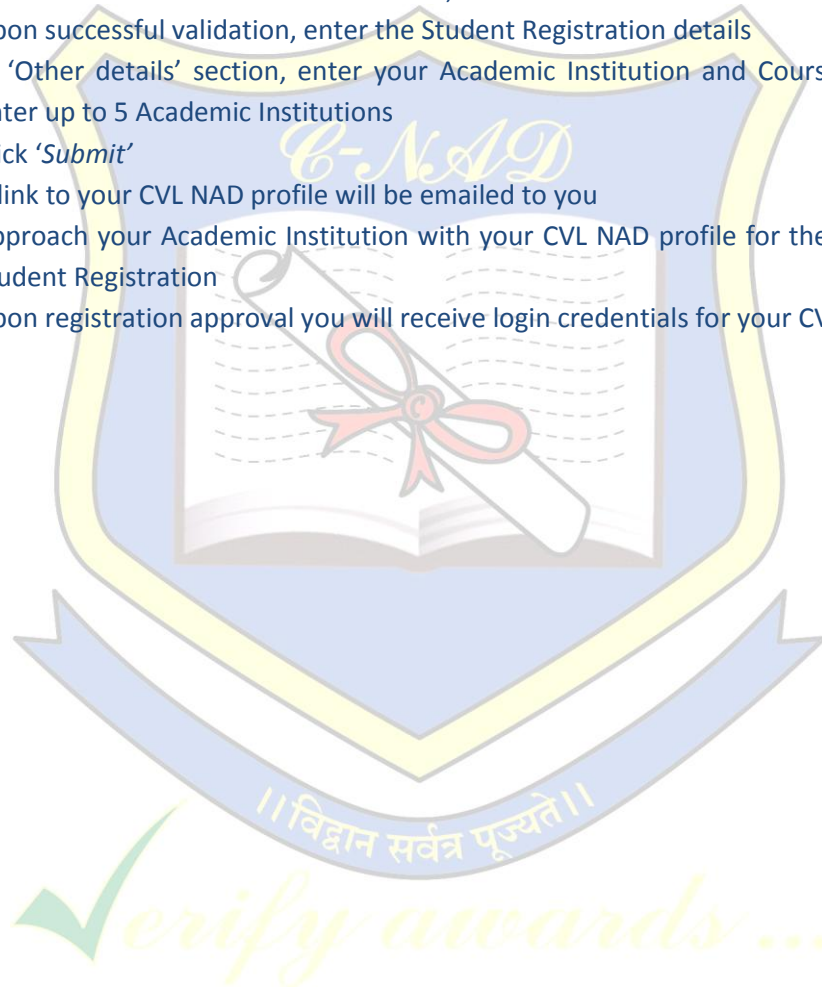 pon successful validation, enter the Student Registration details
‘Other details’ section, enter your Academic Institution and Cours
nter up to 5 Academic Institutions
ick ‘Submit’
link to your CVL NAD profile will be emailed to you
pproach your Academic Institution with your CVL NAD profile for the
udent Registration
pon registration approval you will receive login credentials for your CV
C-NAD
||विद्वान सर्वत्र पूज्यते||
Verify awards ...